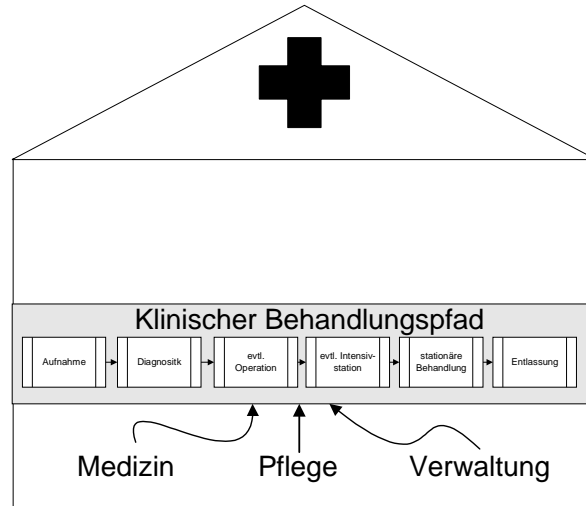 Klinischer Behandlungspfad
Aufnahme
Diagnositk
evtl.
Operation
evtl. Intensiv-
station
stationäre
Behandlung
Entlassung
Medizin
Pflege
Verwaltung